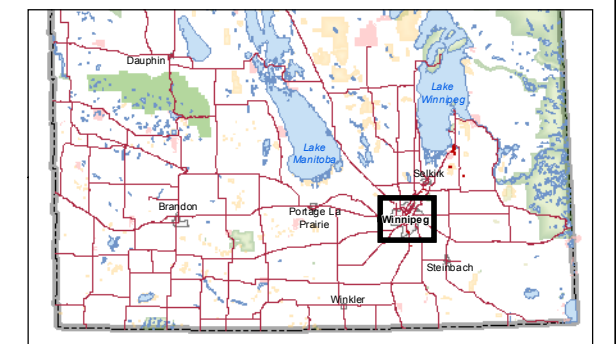 Dauphin
Lake
Winnipeg
Lake
Manitoba
Selkirk
Brandon
Portage La
Prairie
Winnipeg
Steinbach
Winkler